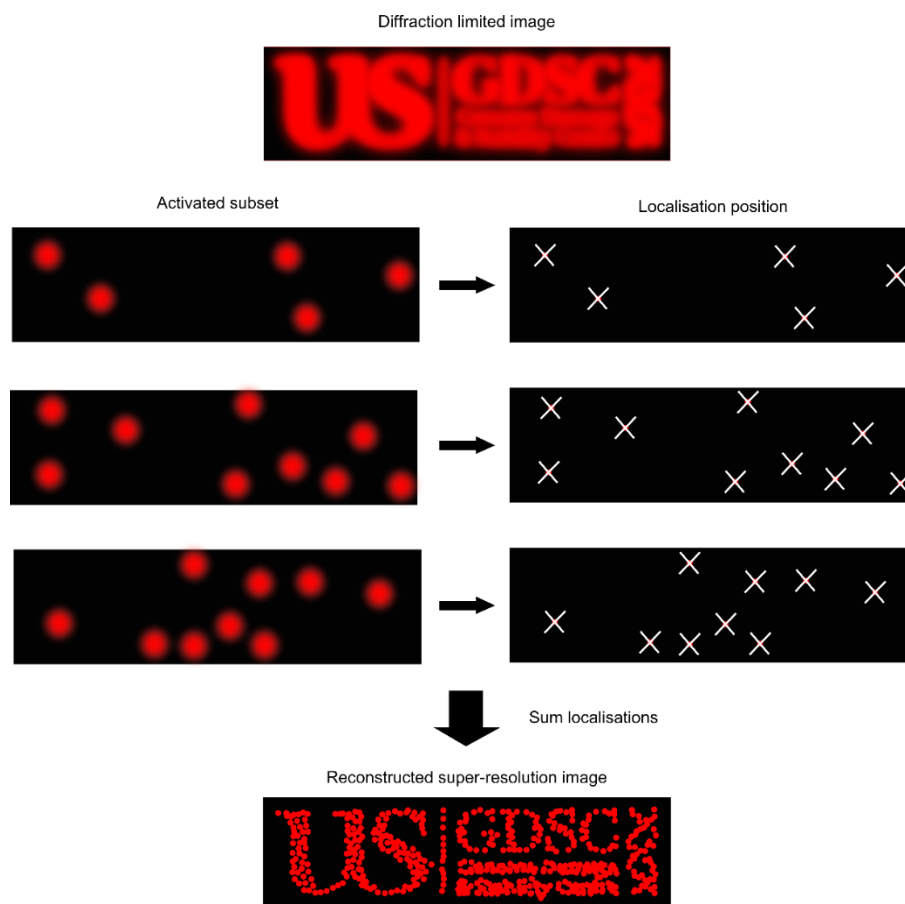 Diffraction limited image
US GDSC
Activated subset
Localisation position
Sum localisations
Reconstructed super-resolution image
US GDSC